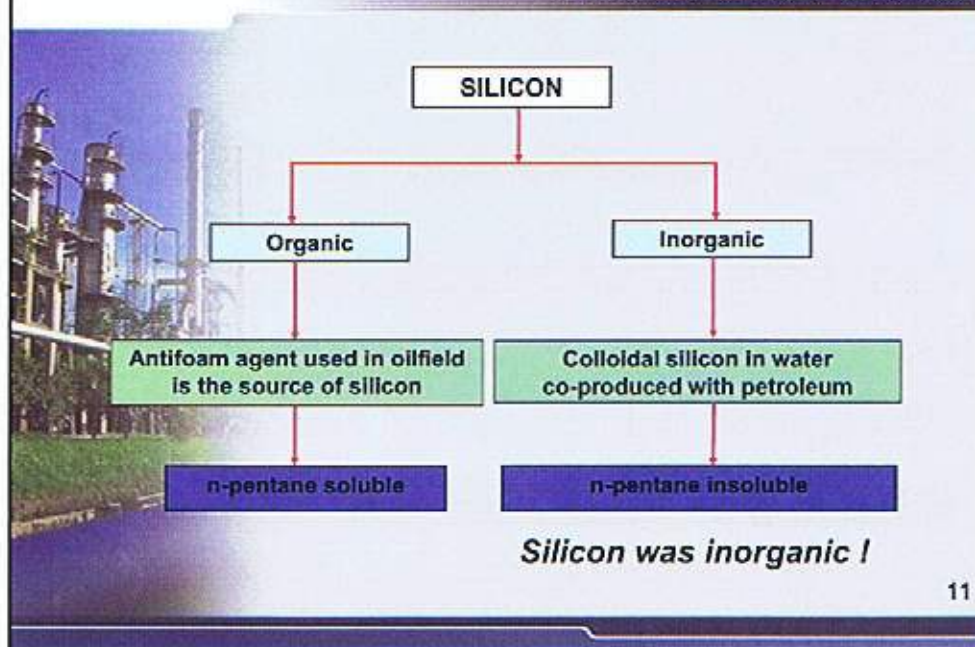 SILICON
Organic
Inorganic
Antifoam agent used in oilfield
is the source of silicon
Colloidal silicon in water
co-produced with petroleum
n-pentane soluble
n-pentane insoluble
Silicon was inorganic !
11